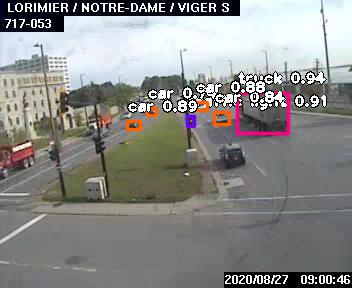 LORIMIER / NOTRE-DAME / VIGER S
717-053
truck 0.94
car 0.88
car 0.84
0.91
car 0.89
2020/08/27 09:00:46